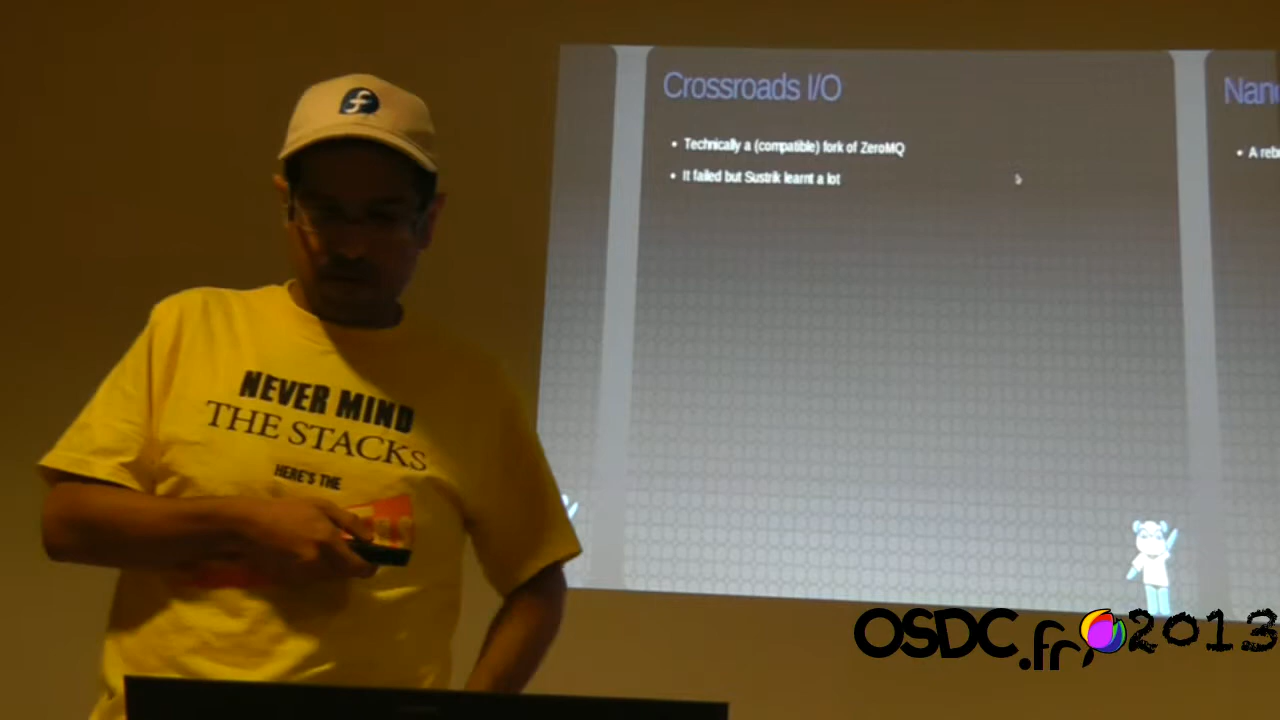 Crossroads I/O
• Technically a (compatible) fork of ZeroMQ
• It failed but Sustrik learnt a lot
NEVER MIND
THE STACKS
HERE'S THE
OSDC.fr 2013